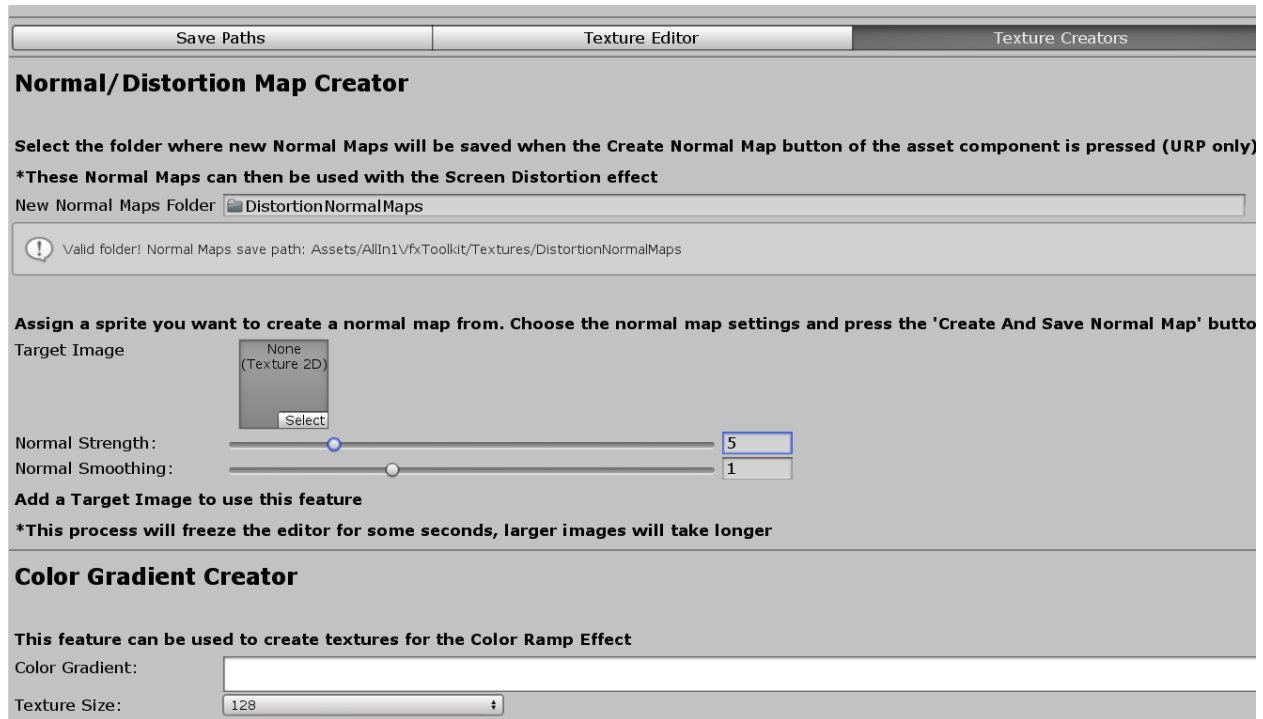 Save Paths Texture Editor Texture Creators
Normal/Distortion Map Creator
Select the folder where new Normal Maps will be saved when the Create Normal Map button of the asset component is pressed (URP only)
*These Normal Maps can then be used with the Screen Distortion effect
New Normal Maps Folder DistortionNormalMaps
Valid folder! Normal Maps save path: Assets/AllIn1VfxToolkit/Textures/DistortionNormalMaps
Assign a sprite you want to create a normal map from. Choose the normal map settings and press the 'Create And Save Normal Map' butto
Target Image
None
(Texture 2D)
Select
Normal Strength: 5
Normal Smoothing: 1
Add a Target Image to use this feature
*This process will freeze the editor for some seconds, larger images will take longer
Color Gradient Creator
This feature can be used to create textures for the Color Ramp Effect
Color Gradient:
Texture Size: 128